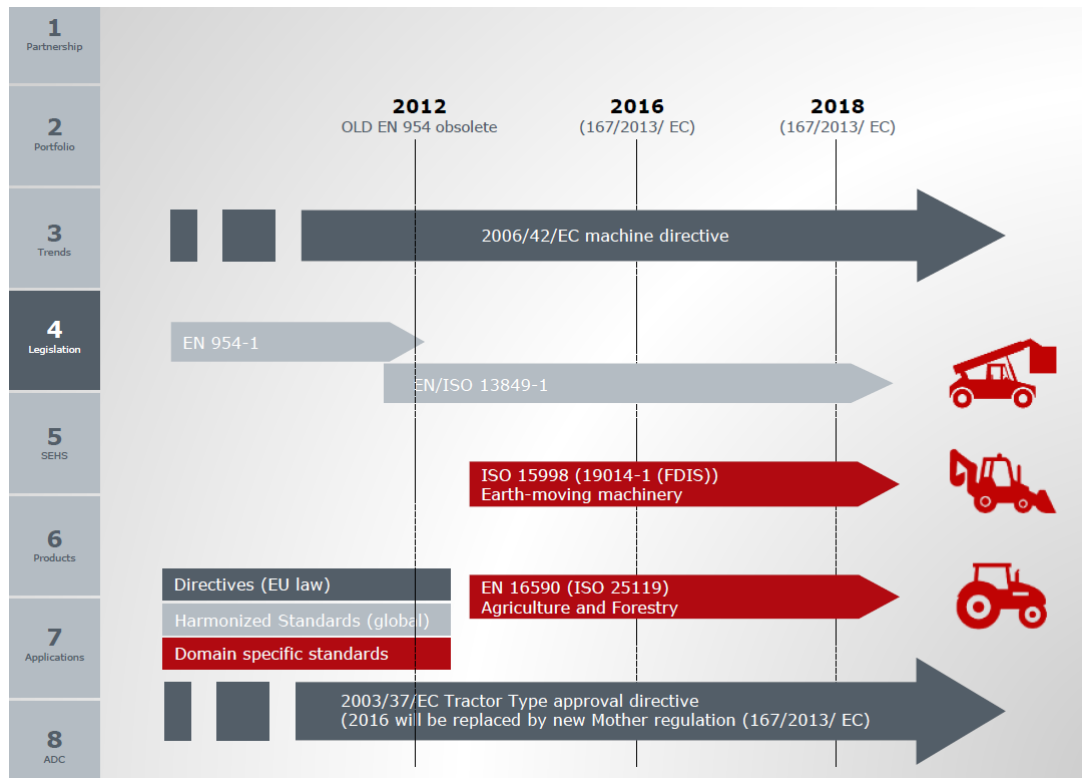 1
Partnership
2
Portfolio
3
Trends
4
Legislation
5
SEHS
6
Products
7
Applications
8
ADC
2012
OLD EN 954 obsolete
2016
(167/2013/ EC)
2018
(167/2013/ EC)
2006/42/EC machine directive
EN 954-1
EN/ISO 13849-1
ISO 15998 (19014-1 (FDIS))
Earth-moving machinery
EN 16590 (ISO 25119)
Agriculture and Forestry
Directives (EU law)
Harmonized Standards (global)
Domain specific standards
2003/37/EC Tractor Type approval directive
(2016 will be replaced by new Mother regulation (167/2013/ EC)